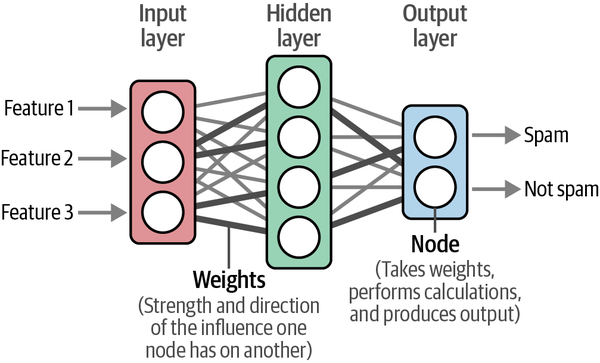 Input
layer
Hidden
layer
Output
layer
Feature 1
Feature 2
Feature 3
Spam
Not spam
Weights
(Strength and direction
of the influence one
node has on another)
Node
(Takes weights,
performs calculations,
and produces output)